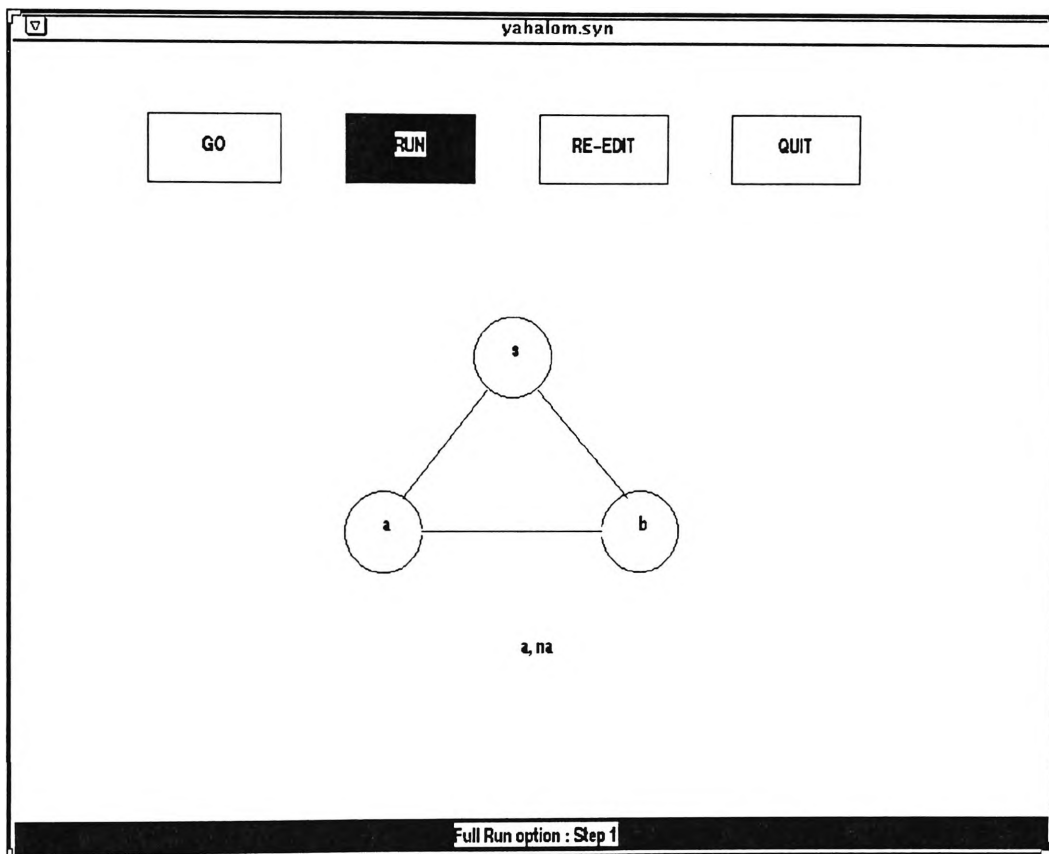 yahalom.syn
GO RUN RE-EDIT QUIT
s
a b
a, na
Full Run option : Step 1